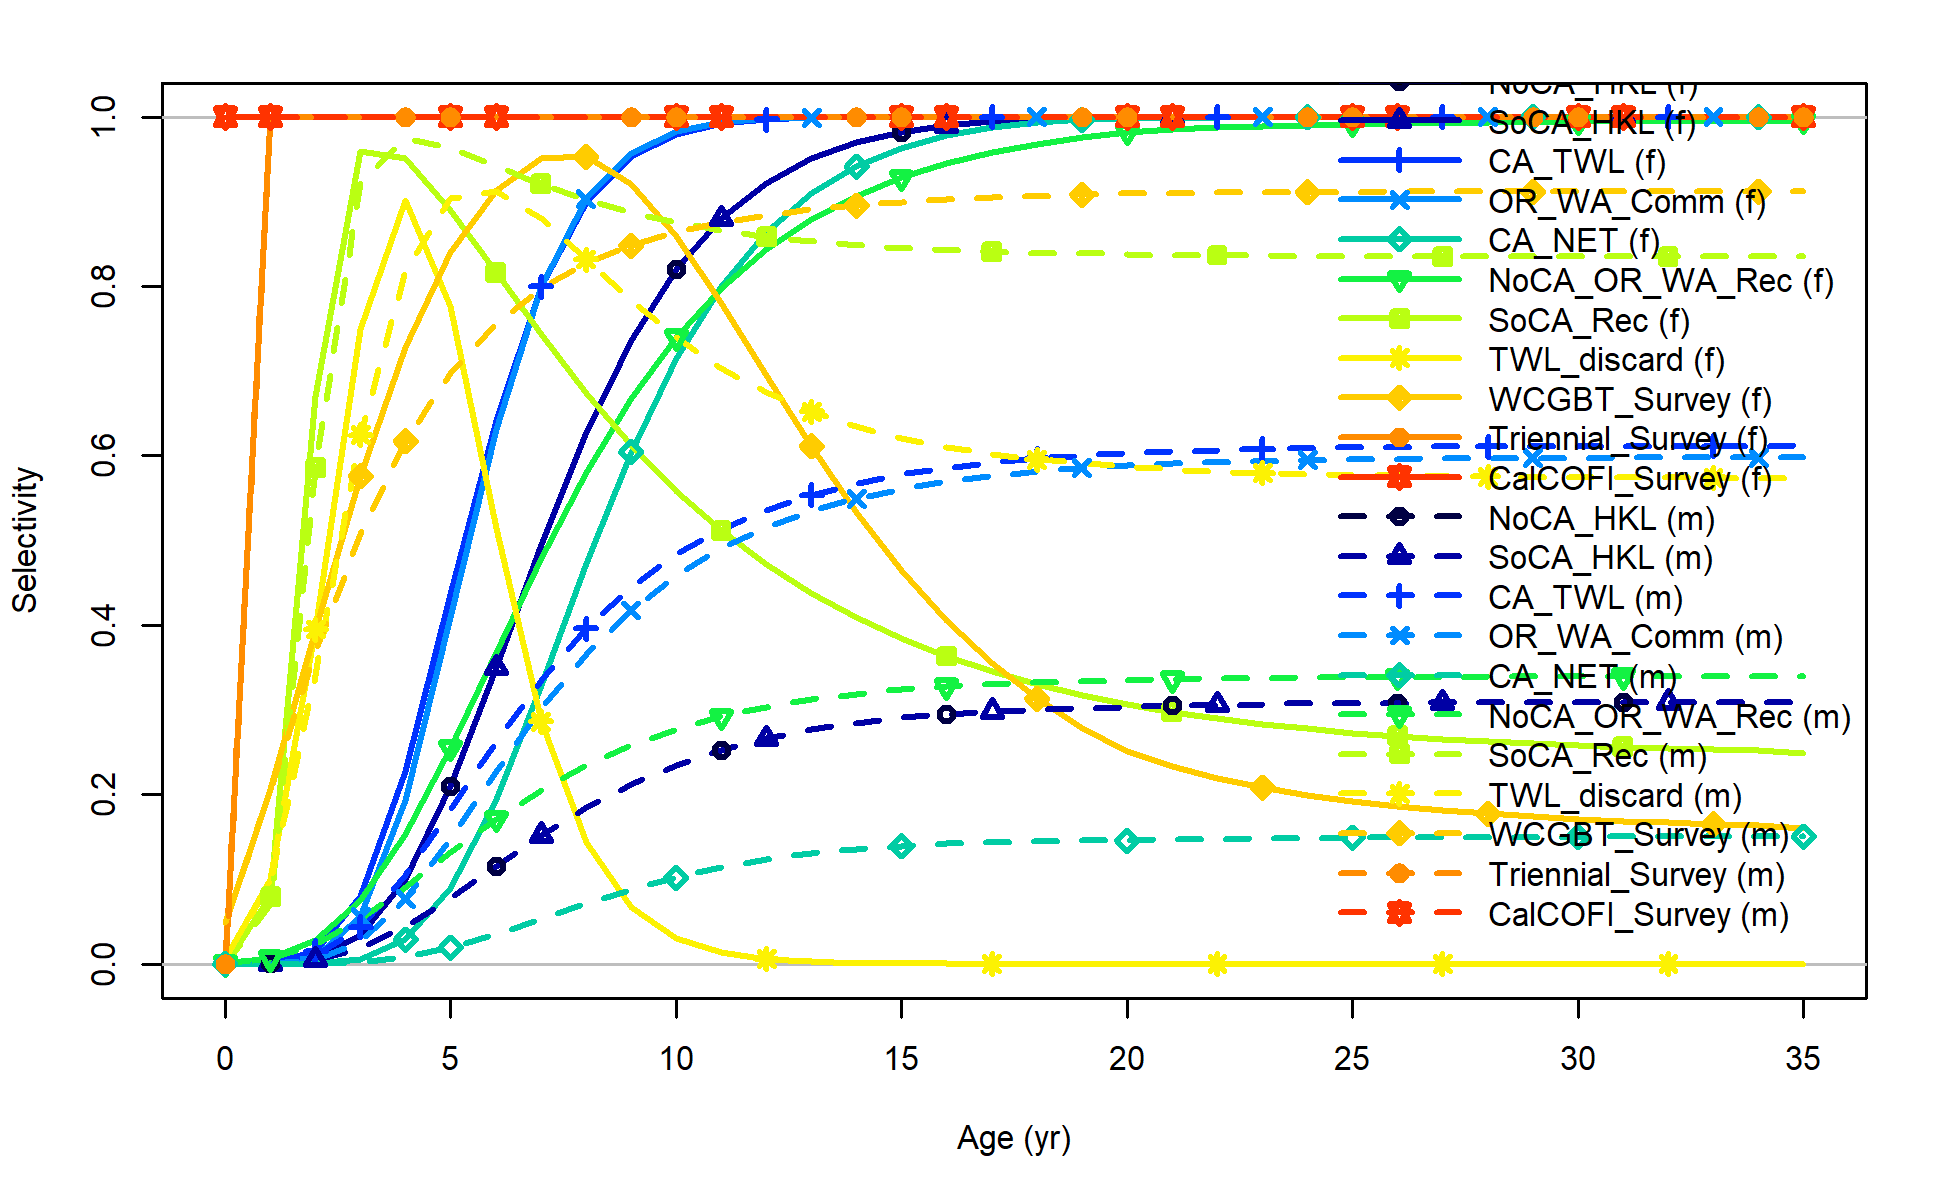 NoCA_HKL (f)
SoCA_HKL (f)
CA_TWL (f)
OR_WA_Comm (f)
CA_NET (f)
NoCA_OR_WA_Rec (f)
SoCA_Rec (f)
TWL_discard (f)
WCGBT_Survey (f)
Triennial_Survey (f)
CalCOFI_Survey (f)
NoCA_HKL (m)
SoCA_HKL (m)
CA_TWL (m)
OR_WA_Comm (m)
CA_NET (m)
NoCA_OR_WA_Rec (m)
SoCA_Rec (m)
TWL_discard (m)
WCGBT_Survey (m)
Triennial_Survey (m)
CalCOFI_Survey (m)
1.0
0.8
0.6
0.4
0.2
0.0
Selectivity
0 5 10 15 20 25 30 35
Age (yr)